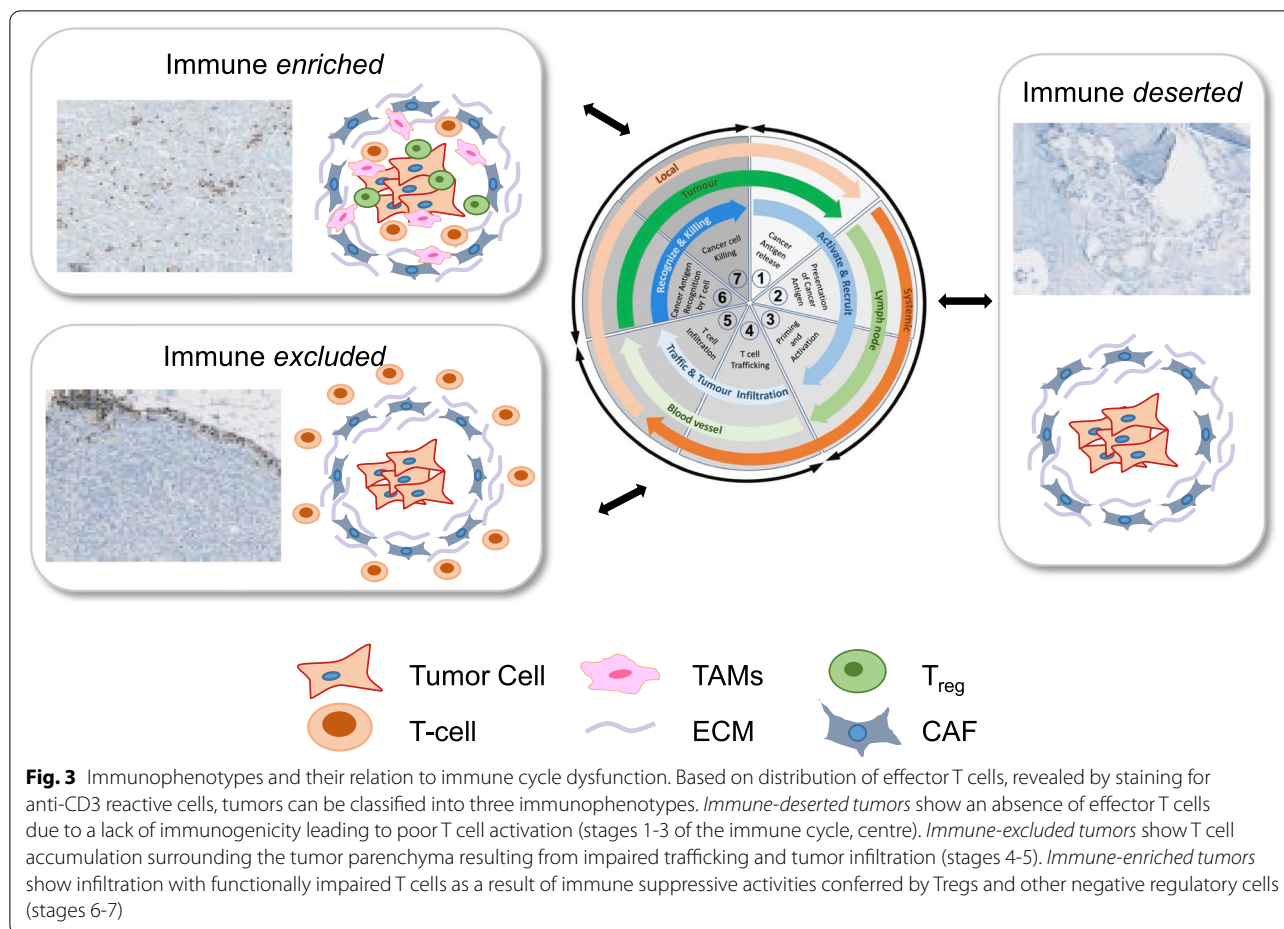 Immune enriched
Immune excluded
Immune deserted
Local
Tumour
Recognize & Killing
Cancer cell
Killing
7
Cancer
Antigen
release
1
Activate & Recruit
Presentation
of Cancer
Antigen
2
Priming
and
Activation
3
Lymph node
Systemic
T cell
Trafficking
4
T cell
Infiltration
5
Cancer Antigen
Recognition
by T cell
6
Traffic & Tumour Infiltration
Blood vessel
Tumor Cell
TAMs
Treg
T-cell
ECM
CAF
Fig. 3 Immunophenotypes and their relation to immune cycle dysfunction. Based on distribution of effector T cells, revealed by staining for
anti-CD3 reactive cells, tumors can be classified into three immunophenotypes. Immune-deserted tumors show an absence of effector T cells
due to a lack of immunogenicity leading to poor T cell activation (stages 1-3 of the immune cycle, centre). Immune-excluded tumors show T cell
accumulation surrounding the tumor parenchyma resulting from impaired trafficking and tumor infiltration (stages 4-5). Immune-enriched tumors
show infiltration with functionally impaired T cells as a result of immune suppressive activities conferred by Tregs and other negative regulatory cells
(stages 6-7)